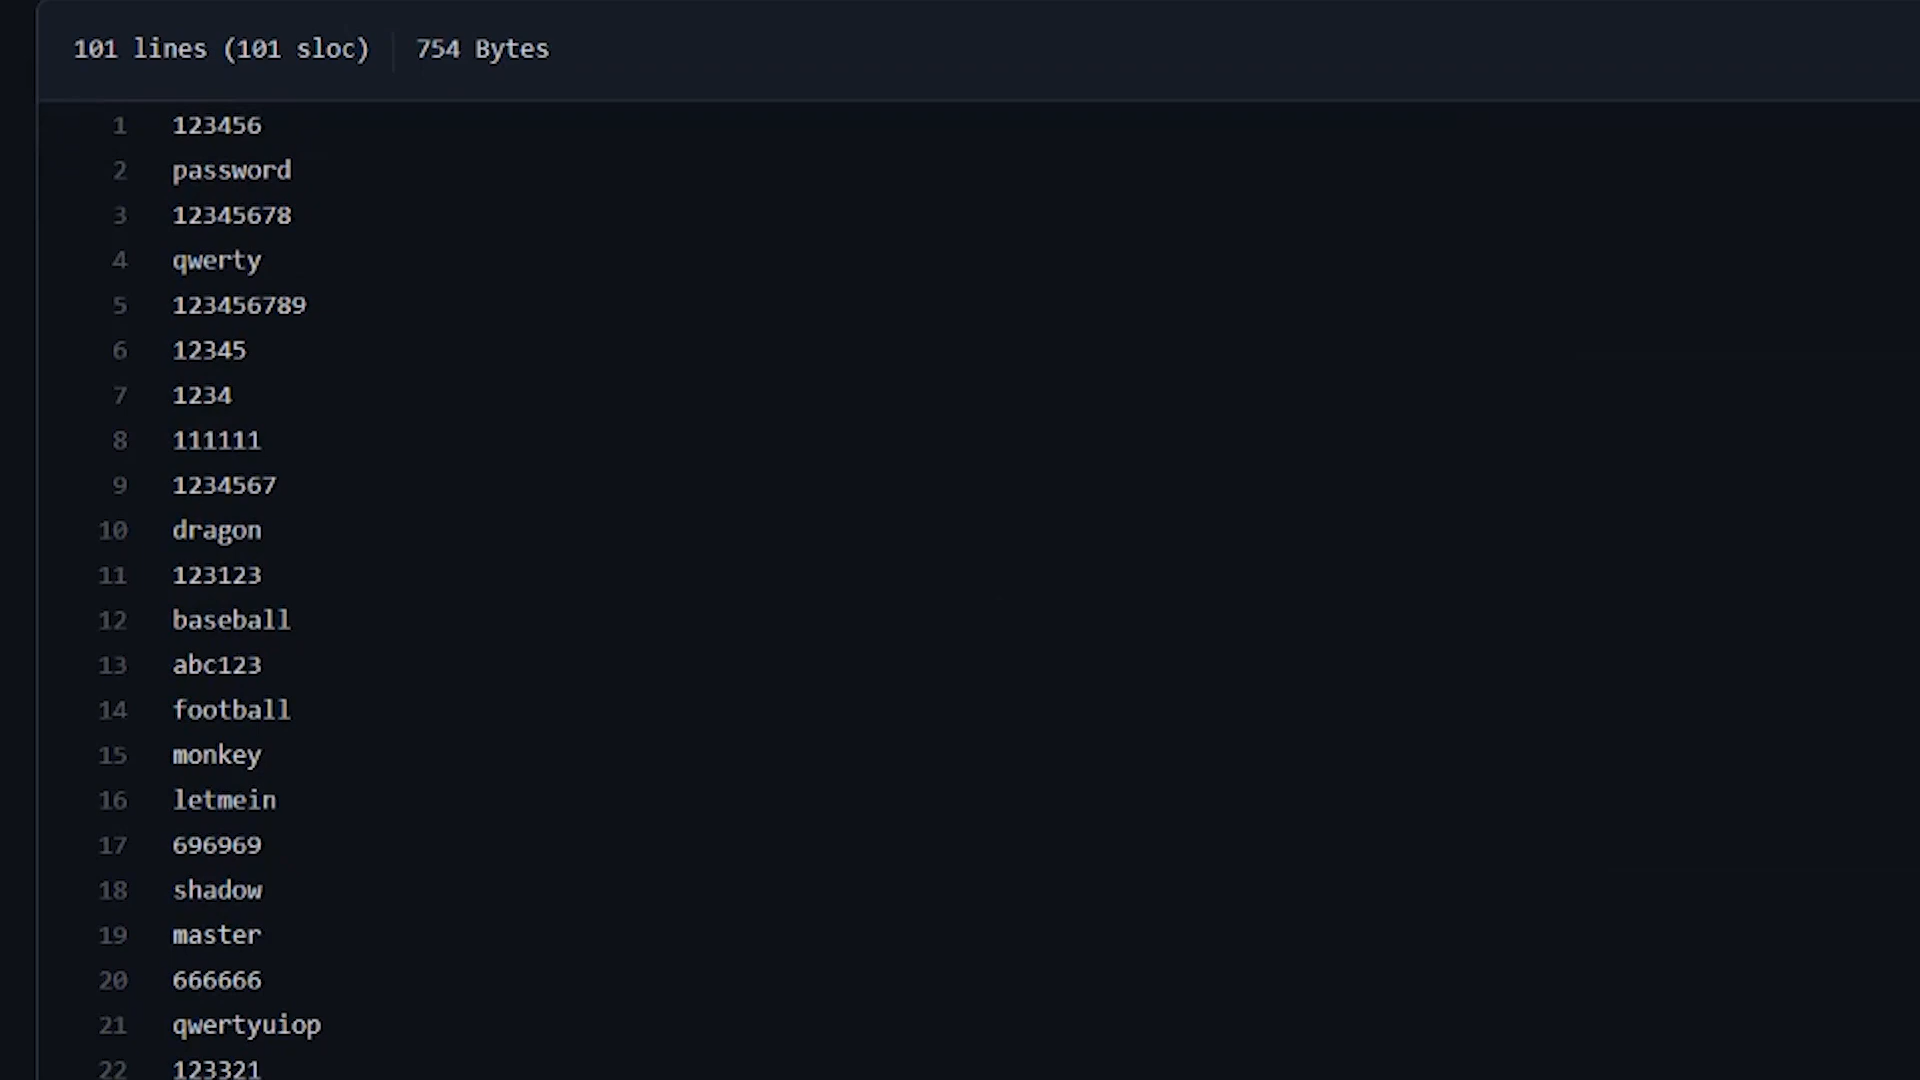 101 lines (101 sloc) 754 Bytes
1 123456
2 password
3 12345678
4 qwerty
5 123456789
6 12345
7 1234
8 111111
9 1234567
10 dragon
11 123123
12 baseball
13 abc123
14 football
15 monkey
16 letmein
17 696969
18 shadow
19 master
20 666666
21 qwertyuiop
22 123321